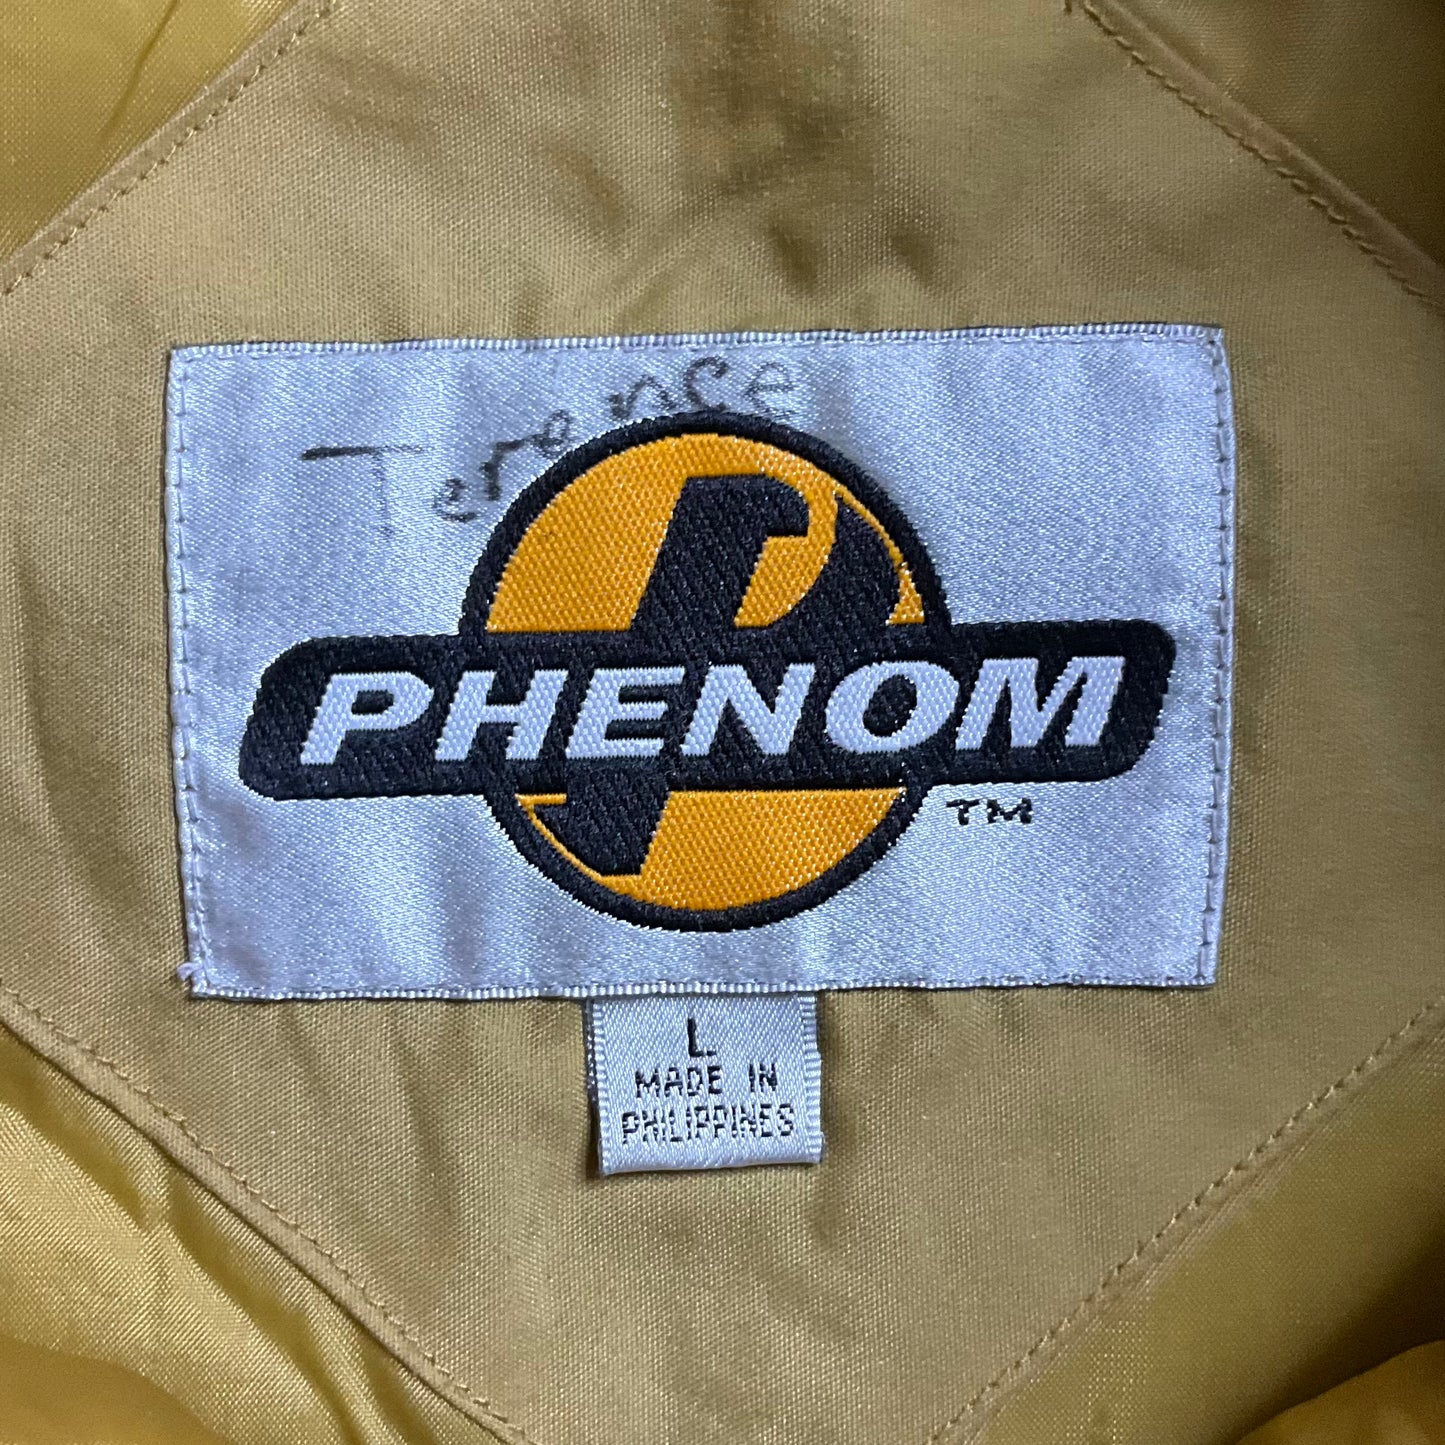 Terence
PHENOM
TM
L.
MADE IN
PHILIPPINES